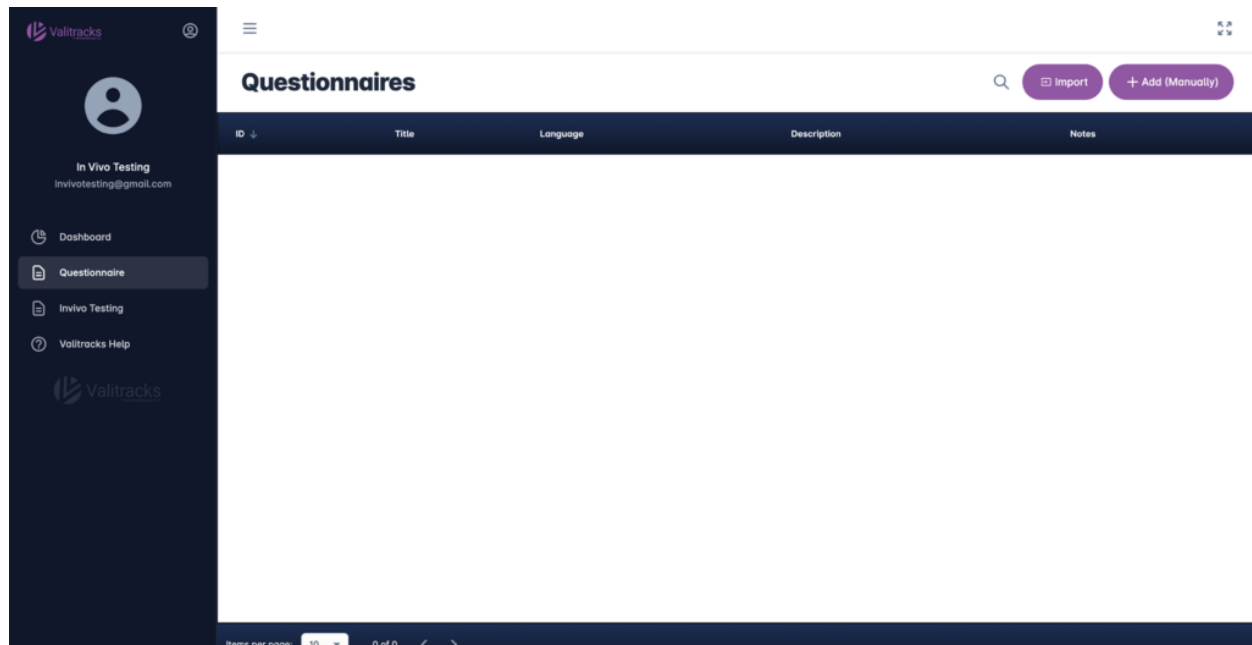 Valitracks
Questionnaires
Import
+ Add (Manually)
ID ↓ Title Language Description Notes
In Vivo Testing
Invivotesting@gmail.com
Dashboard
Questionnaire
Invivo Testing
Valitracks Help
Valitracks
Items per page: 10 0 of 0